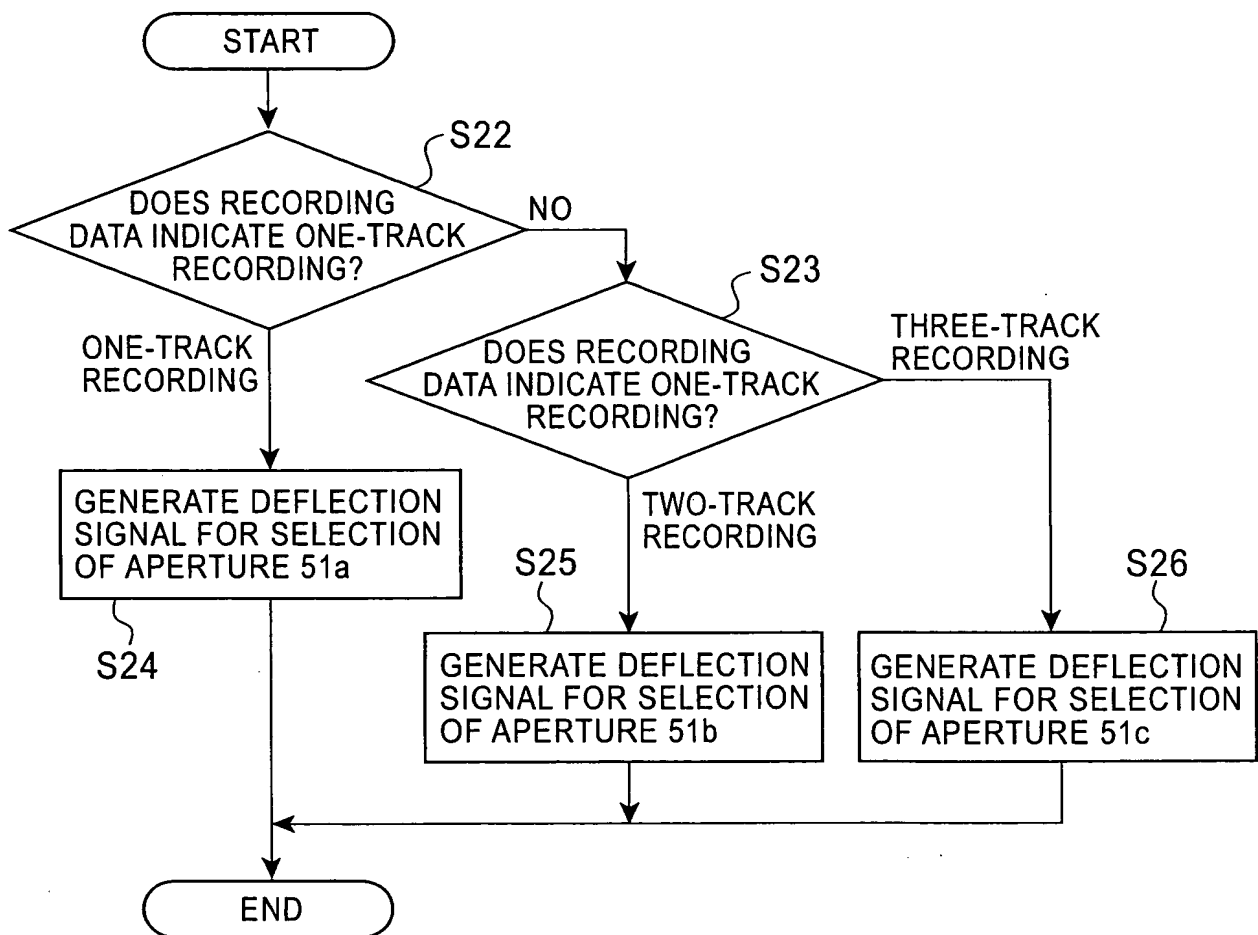 START
S22
DOES RECORDING
DATA INDICATE ONE-TRACK
RECORDING?
NO
S23
DOES RECORDING
DATA INDICATE ONE-TRACK
RECORDING?
THREE-TRACK
RECORDING
ONE-TRACK
RECORDING
TWO-TRACK
RECORDING
GENERATE DEFLECTION
SIGNAL FOR SELECTION
OF APERTURE 51a
S24
S25
GENERATE DEFLECTION
SIGNAL FOR SELECTION
OF APERTURE 51b
S26
GENERATE DEFLECTION
SIGNAL FOR SELECTION
OF APERTURE 51c
END